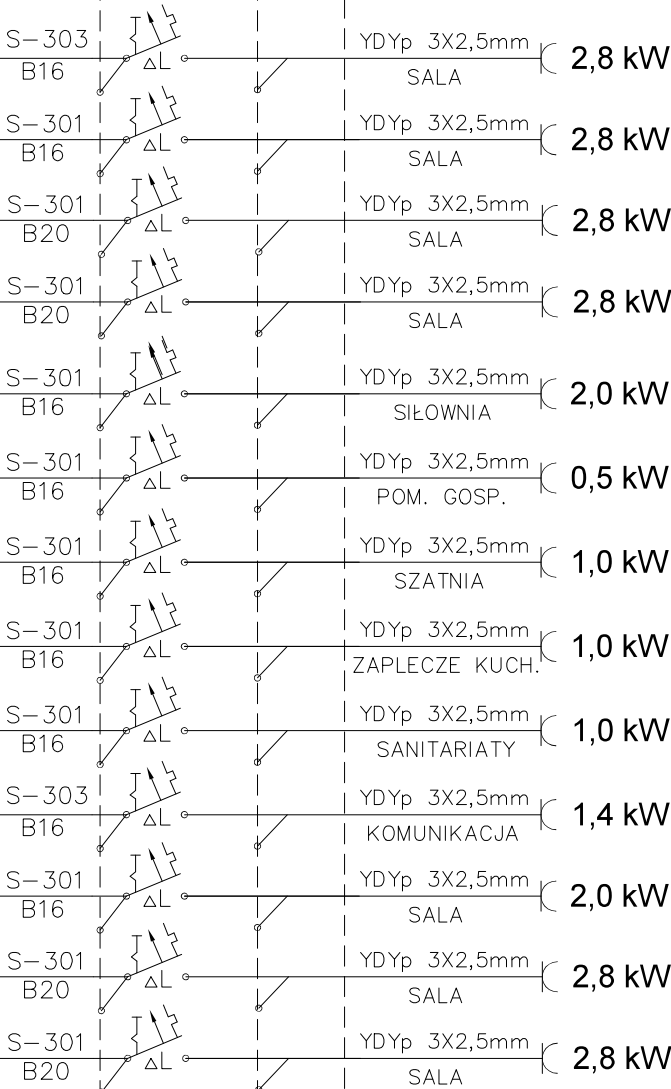 S-303 YDYp 3X2,5mm 2,8 kW
B16 ΔL SALA
S-301 YDYp 3X2,5mm 2,8 kW
B16 ΔL SALA
S-301 YDYp 3X2,5mm 2,8 kW
B20 ΔL SALA
S-301 YDYp 3X2,5mm 2,8 kW
B20 ΔL SALA
S-301 YDYp 3X2,5mm 2,0 kW
B16 ΔL SIŁOWNIA
S-301 YDYp 3X2,5mm 0,5 kW
B16 ΔL POM. GOSP.
S-301 YDYp 3X2,5mm 1,0 kW
B16 ΔL SZATNIA
S-301 YDYp 3X2,5mm 1,0 kW
B16 ΔL ZAPLECZE KUCH.
S-301 YDYp 3X2,5mm 1,0 kW
B16 ΔL SANITARIATY
S-303 YDYp 3X2,5mm 1,4 kW
B16 ΔL KOMUNIKACJA
S-301 YDYp 3X2,5mm 2,0 kW
B16 ΔL SALA
S-301 YDYp 3X2,5mm 2,8 kW
B20 ΔL SALA
S-301 YDYp 3X2,5mm 2,8 kW
B20 ΔL SALA